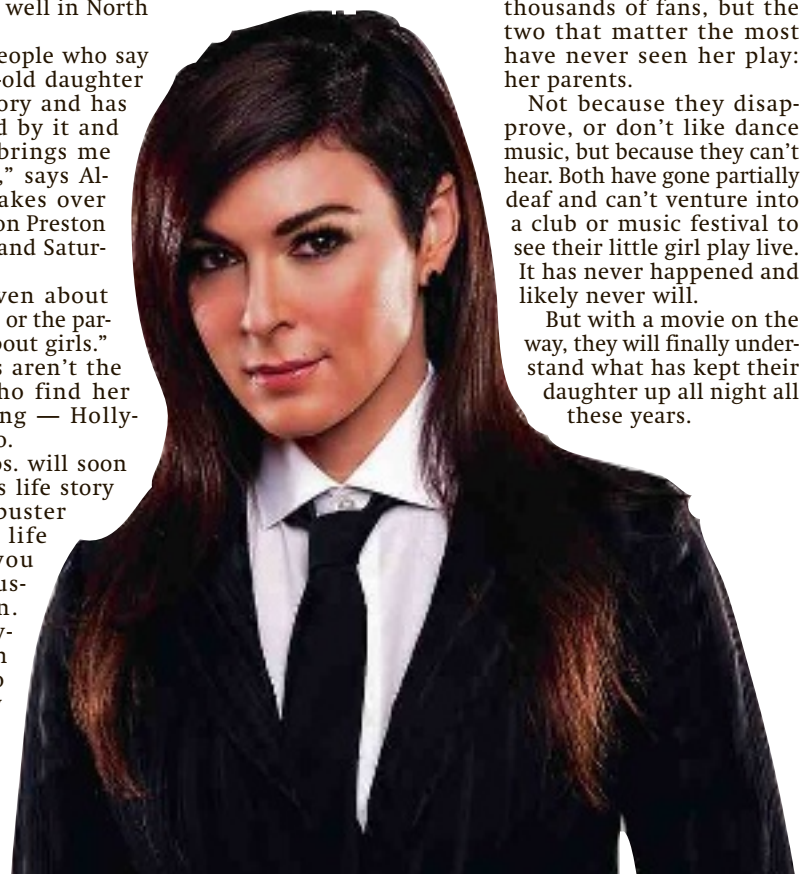 well in North
eople who say
-old daughter
ory and has
d by it and
brings me
,” says Al-
akes over
on Preston
and Satur-
ven about
or the par-
out girls.”
s aren’t the
ho find her
ng — Holly-
o.
os. will soon
s life story
buster
life
you
us-
n.
y-
n
o
thousands of fans, but the
two that matter the most
have never seen her play:
her parents.
Not because they disap-
prove, or don’t like dance
music, but because they can’t
hear. Both have gone partially
deaf and can’t venture into
a club or music festival to
see their little girl play live.
It has never happened and
likely never will.
But with a movie on the
way, they will finally under-
stand what has kept their
daughter up all night all
these years.